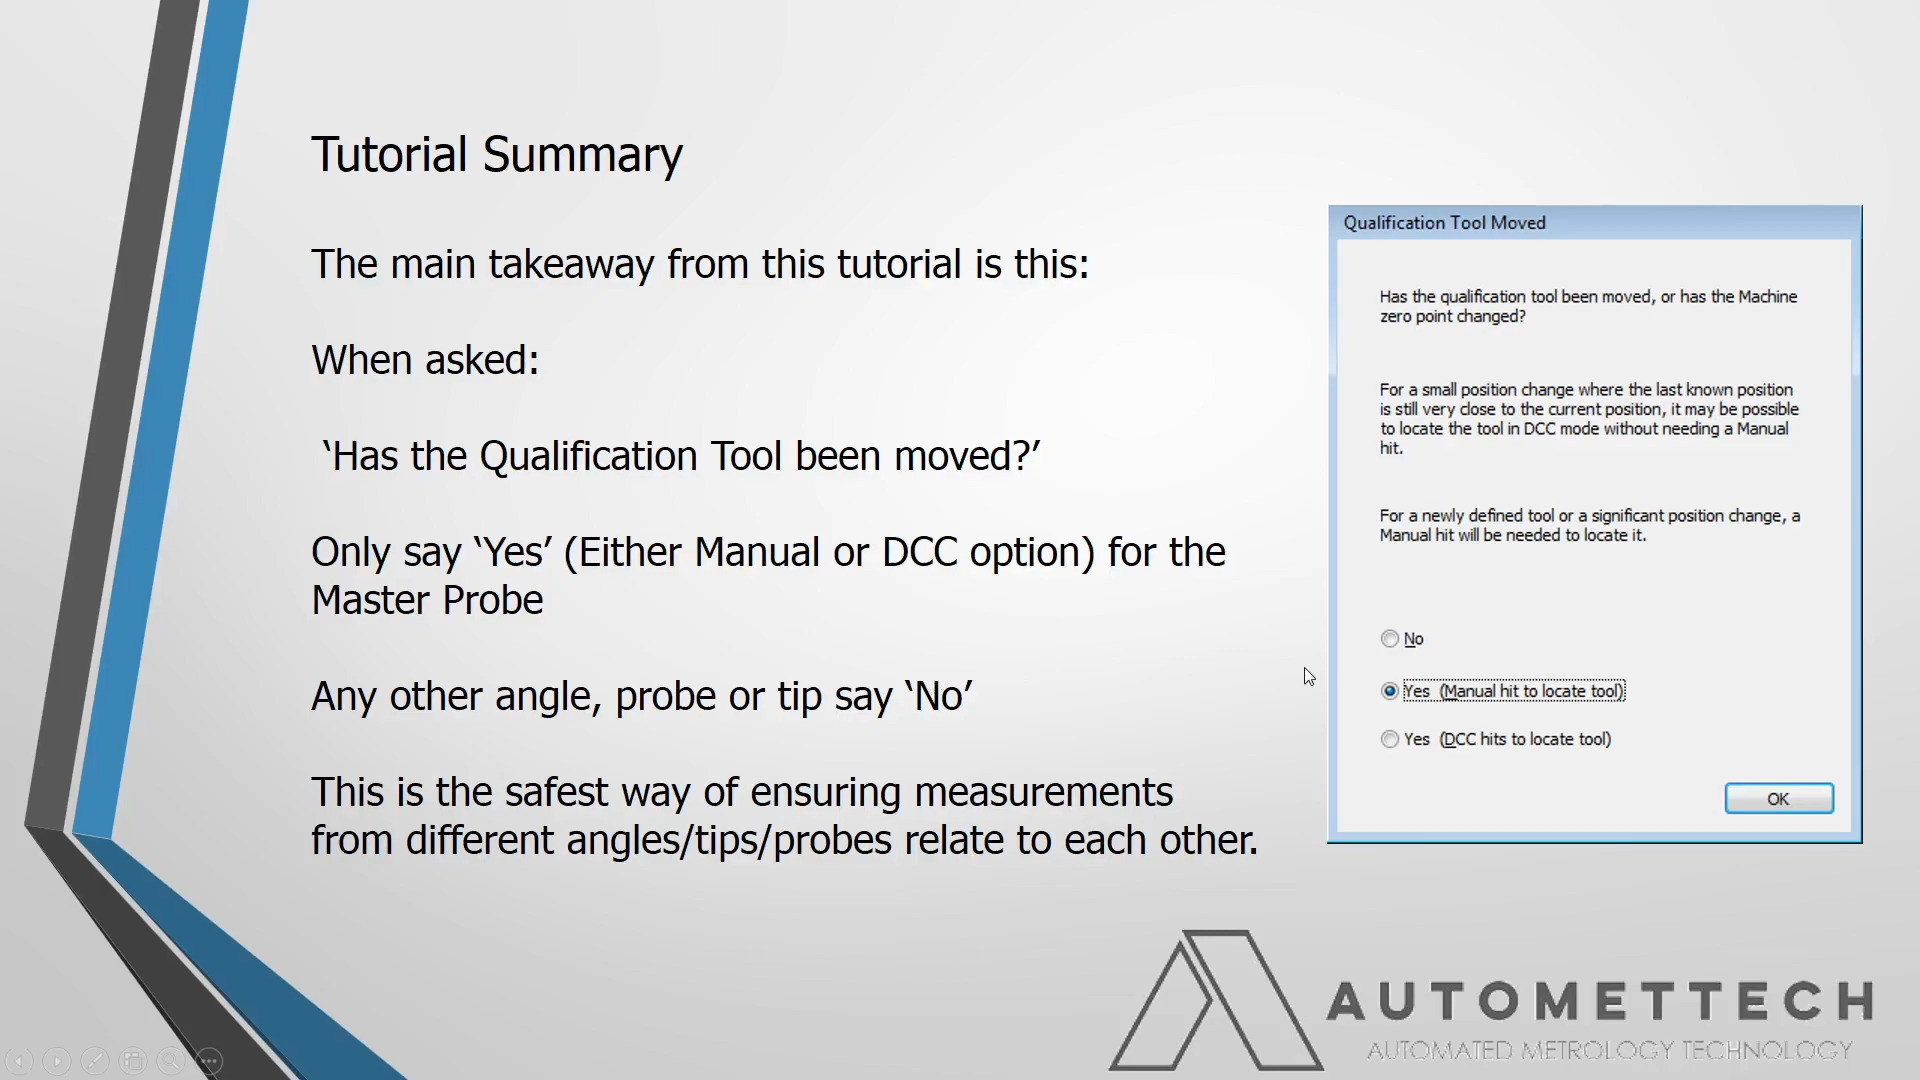 Tutorial Summary
The main takeaway from this tutorial is this:
When asked:
‘Has the Qualification Tool been moved?’
Only say ‘Yes’ (Either Manual or DCC option) for the
Master Probe
Any other angle, probe or tip say ‘No’
This is the safest way of ensuring measurements
from different angles/tips/probes relate to each other.
Qualification Tool Moved
Has the qualification tool been moved, or has the Machine
zero point changed?
For a small position change where the last known position
is still very close to the current position, it may be possible
to locate the tool in DCC mode without needing a Manual
hit.
For a newly defined tool or a significant position change, a
Manual hit will be needed to locate it.
No
Yes (Manual hit to locate tool)
Yes (DCC hits to locate tool)
OK
AUTOMETTECH
AUTOMATED METROLOGY TECHNOLOGY